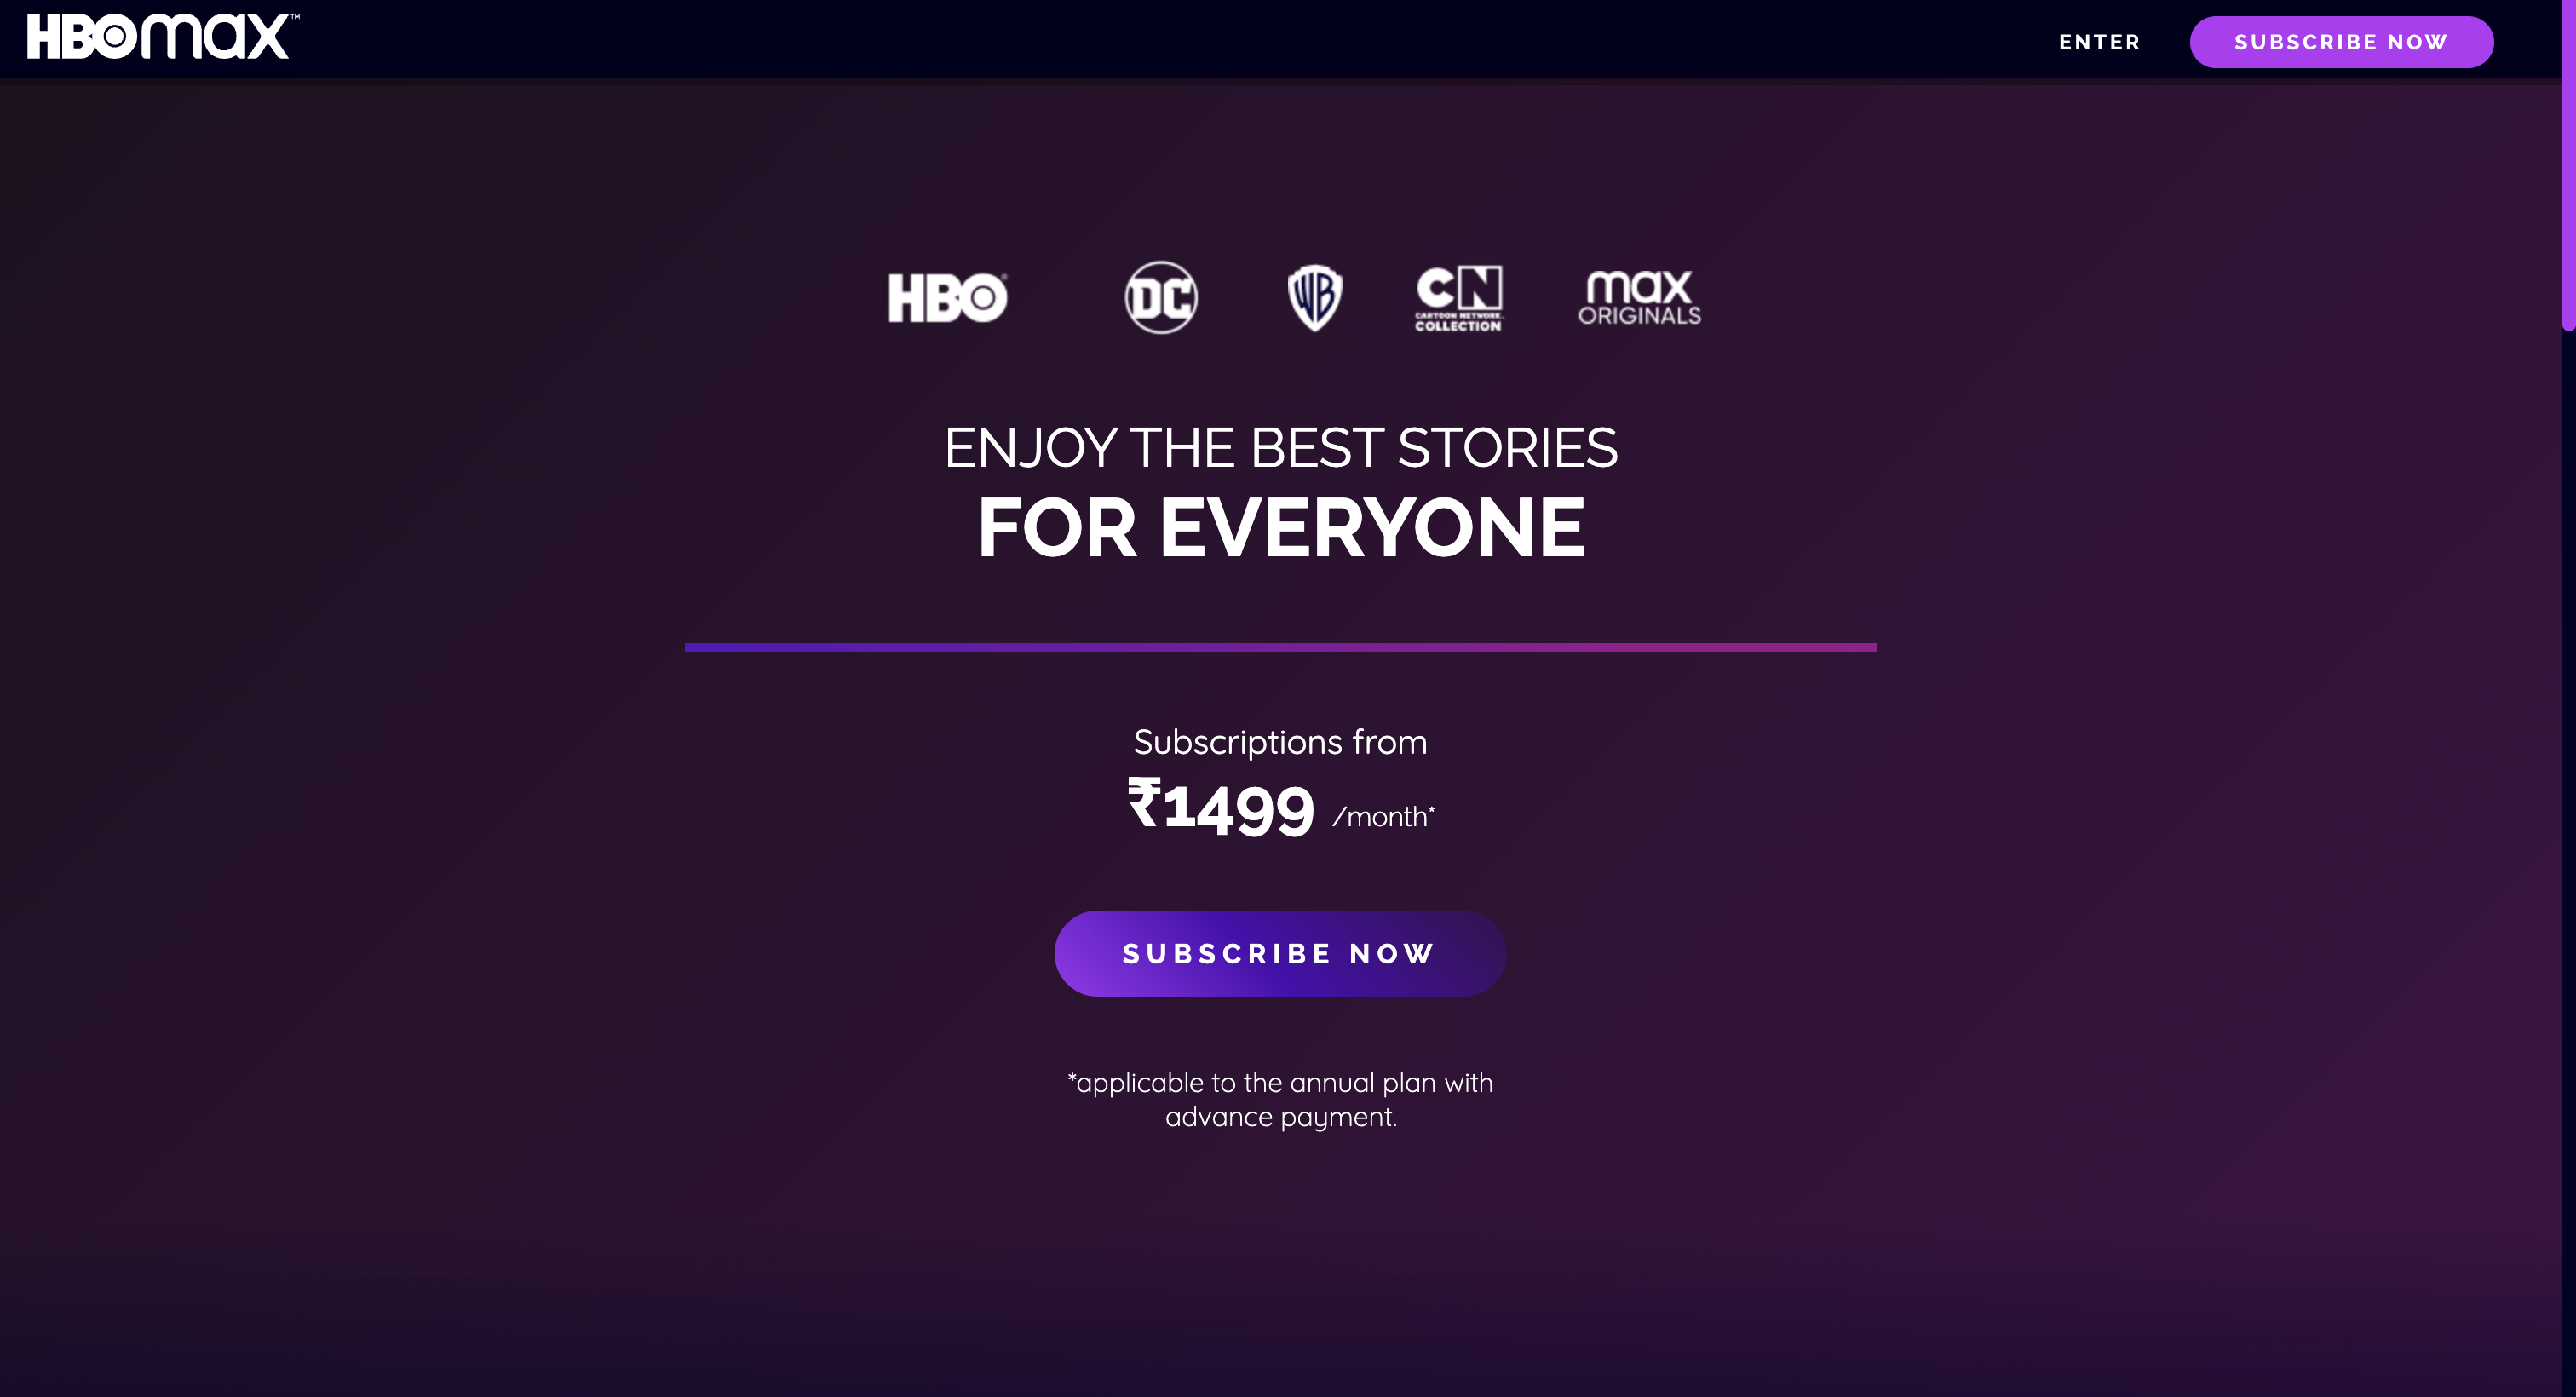 HBOmax™
ENTER
SUBSCRIBE NOW
HBO®
DC
WB
CN
CARTOON NETWORK
COLLECTION
max
ORIGINALS
ENJOY THE BEST STORIES
FOR EVERYONE
Subscriptions from
₹1499 /month*
SUBSCRIBE NOW
*applicable to the annual plan with
advance payment.